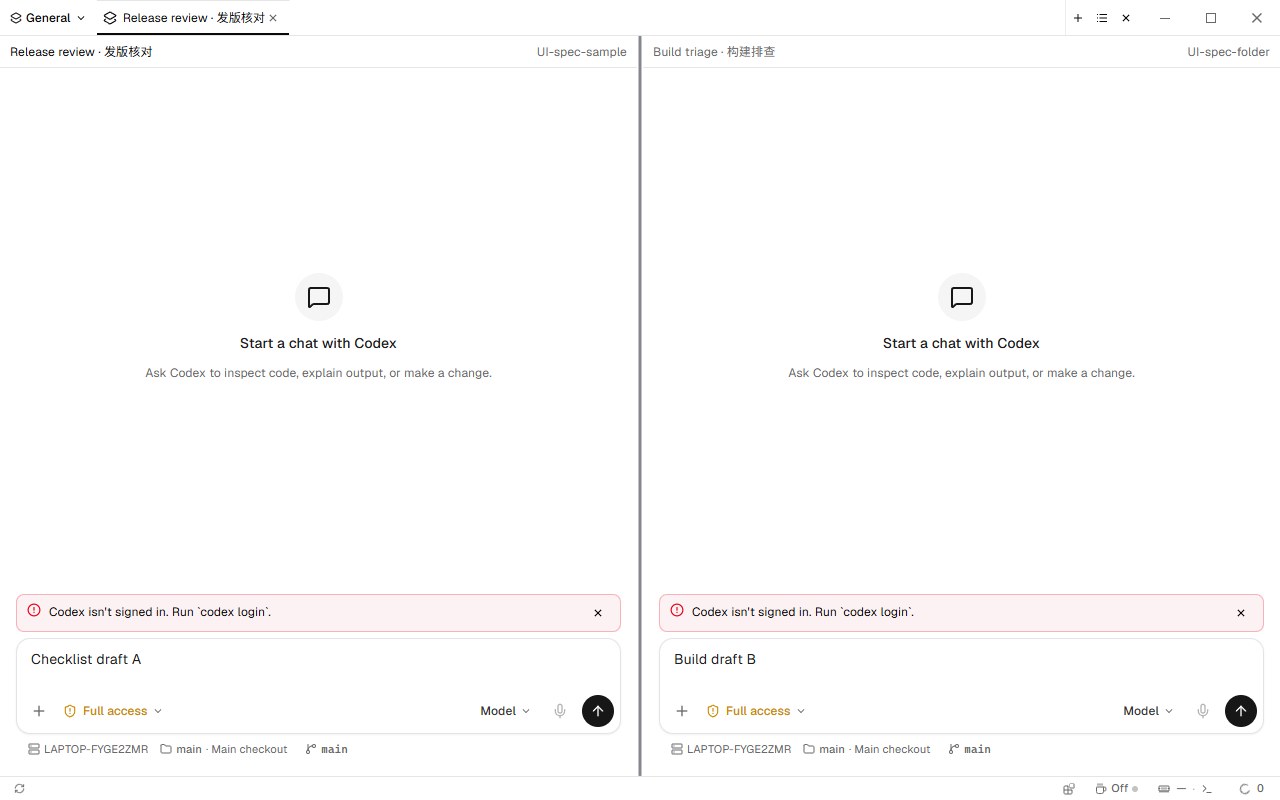 General
Release review · 发版核对
Release review · 发版核对 UI-spec-sample
Build triage · 构建排查 UI-spec-folder
Start a chat with Codex
Ask Codex to inspect code, explain output, or make a change.
Start a chat with Codex
Ask Codex to inspect code, explain output, or make a change.
Codex isn't signed in. Run `codex login`.
Checklist draft A
Full access Model
LAPTOP-FYGE2ZMR main · Main checkout main
Codex isn't signed in. Run `codex login`.
Build draft B
Full access Model
LAPTOP-FYGE2ZMR main · Main checkout main
Off — · 0